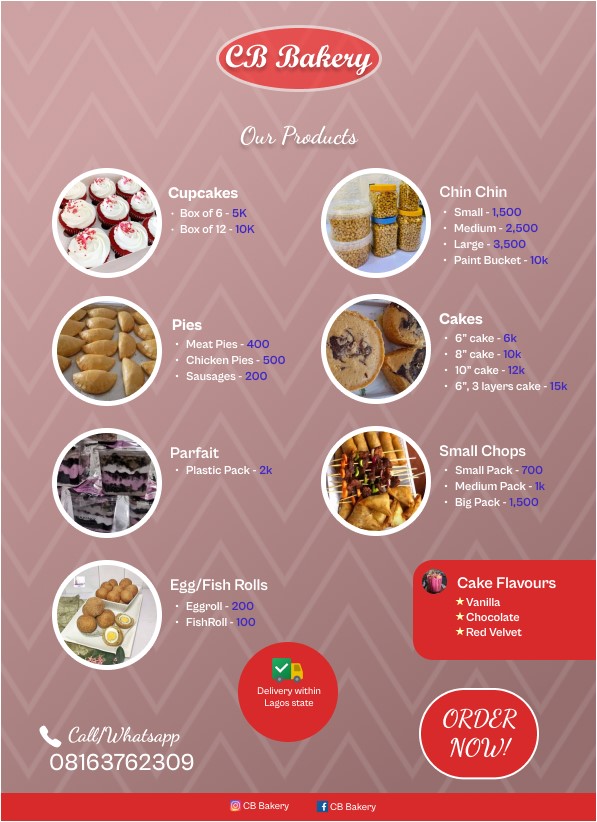 CB Bakery
Our Products
Cupcakes
• Box of 6 - 5K
• Box of 12 - 10K
Chin Chin
• Small - 1,500
• Medium - 2,500
• Large - 3,500
• Paint Bucket - 10k
Pies
• Meat Pies - 400
• Chicken Pies - 500
• Sausages - 200
Cakes
• 6” cake - 6k
• 8” cake - 10k
• 10” cake - 12k
• 6”, 3 layers cake - 15k
Parfait
• Plastic Pack - 2k
Small Chops
• Small Pack - 700
• Medium Pack - 1k
• Big Pack - 1,500
Egg/Fish Rolls
• Eggroll - 200
• FishRoll - 100
Cake Flavours
★Vanilla
★Chocolate
★Red Velvet
Delivery within
Lagos state
Call/Whatsapp
08163762309
ORDER
NOW!
CB Bakery
CB Bakery